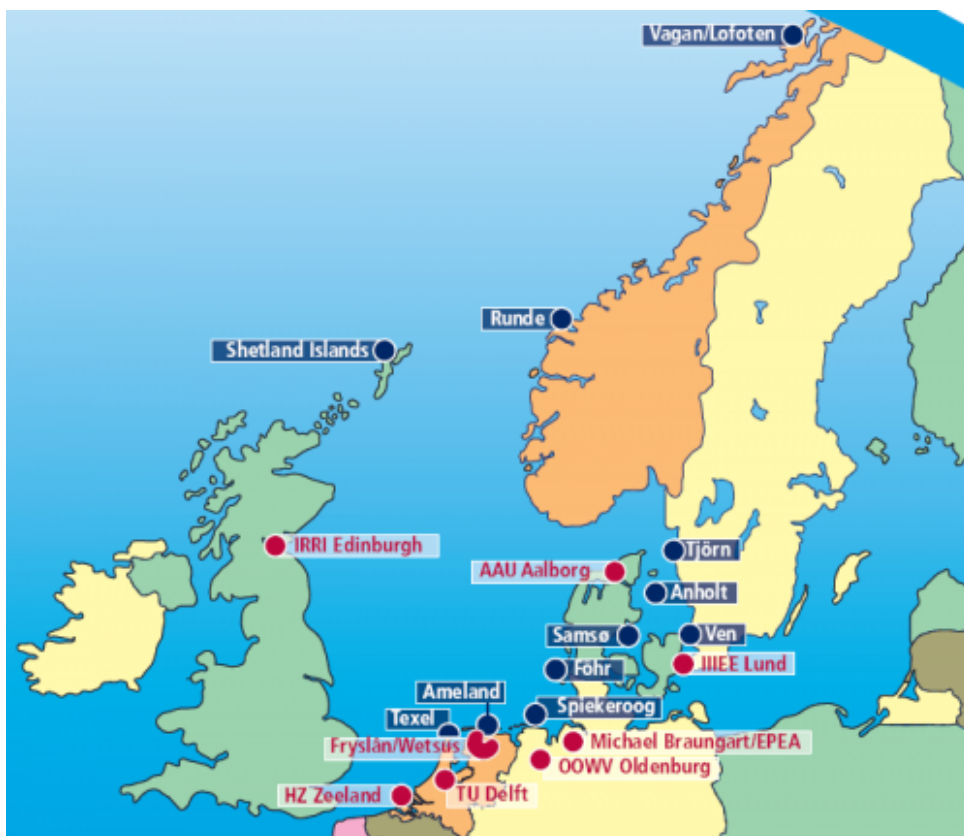 Vagan/Lofoten
Runde
Shetland Islands
IRRI Edinburgh
Tjörn
AAU Aalborg
Anholt
Samsø
Ven
IIIEE Lund
Föhr
Ameland
Spiekeroog
Texel
Fryslân/Wetsus
Michael Braungart/EPEA
OOWV Oldenburg
HZ Zeeland
TU Delft